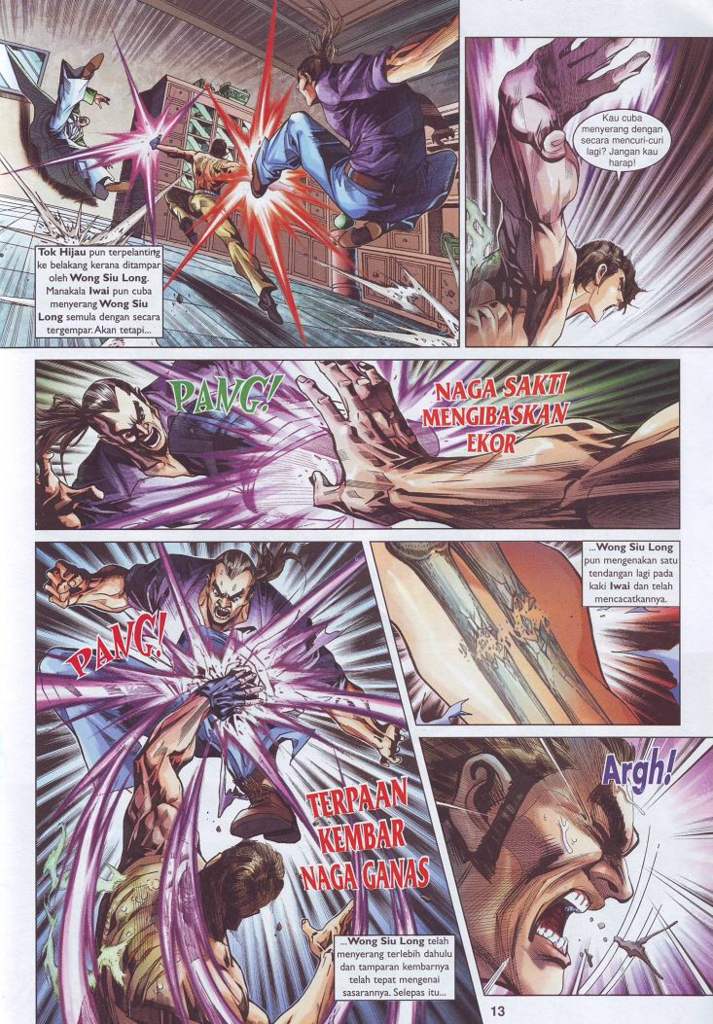 Tok Hijau pun terpelanting
ke belakang kerana ditampar
oleh Wong Siu Long.
Manakala Iwai pun cuba
menyerang Wong Siu
Long semula dengan secara
tergempar. Akan tetapi...
Kau cuba
menyerang dengan
secara mencuri-curi
lagi? Jangan kau
harap!
PANG!
NAGA SAKTI
MENGIBASKAN
EKOR
PANG!
TERPAAN
KEMBAR
NAGA GANAS
...Wong Siu Long telah
menyerang terlebih dahulu
dan tamparan kembarnya
telah tepat mengenai
sasarannya. Selepas itu...
...Wong Siu Long
pun mengenakan satu
tendangan lagi pada
kaki Iwai dan telah
mencacatkannya.
Argh!
13